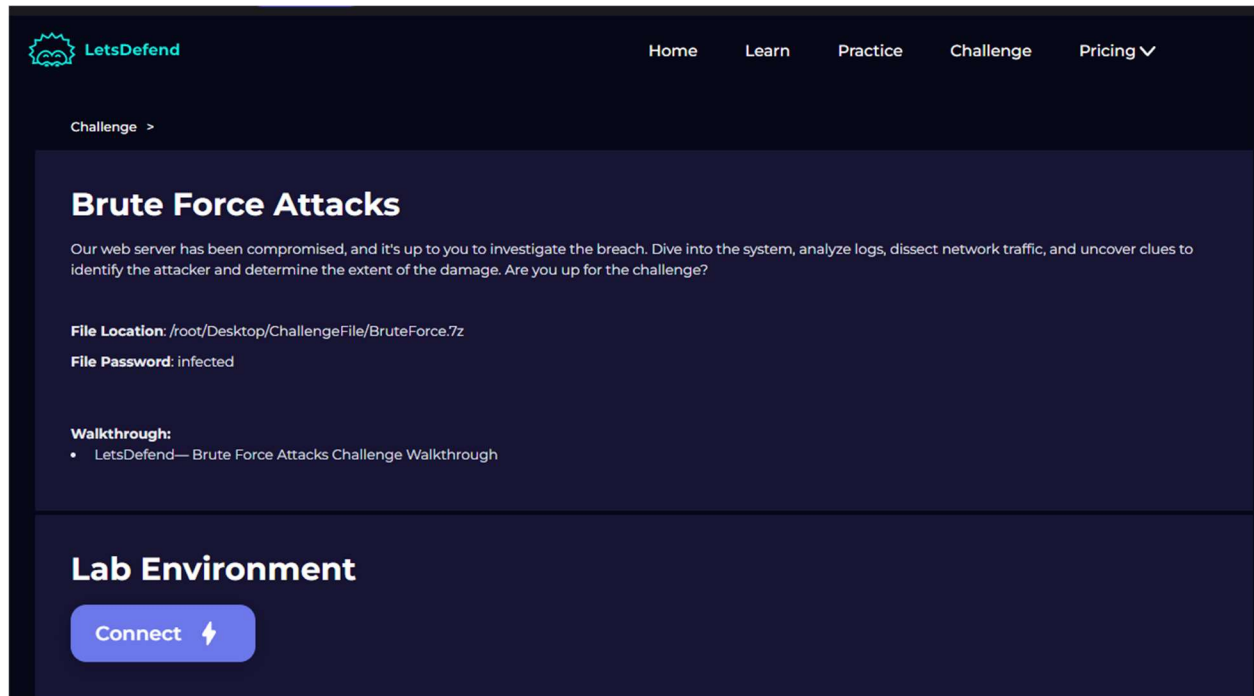 LetsDefend
Home Learn Practice Challenge Pricing
Challenge >
Brute Force Attacks
Our web server has been compromised, and it's up to you to investigate the breach. Dive into the system, analyze logs, dissect network traffic, and uncover clues to
identify the attacker and determine the extent of the damage. Are you up for the challenge?
File Location: /root/Desktop/ChallengeFile/BruteForce.7z
File Password: infected
Walkthrough:
• LetsDefend— Brute Force Attacks Challenge Walkthrough
Lab Environment
Connect